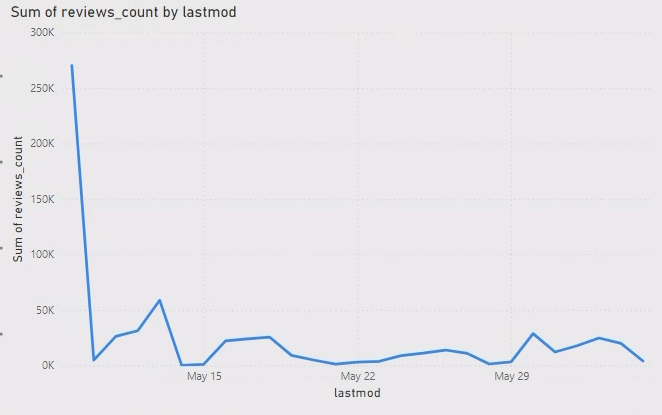 Sum of reviews_count by lastmod
300K
250K
200K
150K
100K
50K
0K
Sum of reviews_count
May 15
May 22
May 29
lastmod